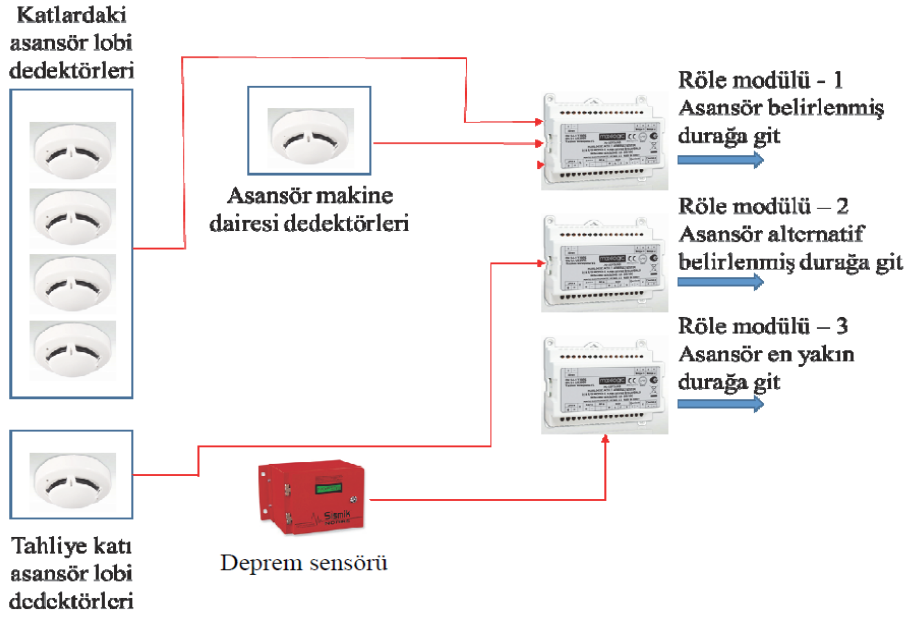 Katlardaki
asansör lobi
dedektörleri
Asansör makine
dairesi dedektörleri
Röle modülü - 1
Asansör belirlenmiş
durağa git
Röle modülü – 2
Asansör alternatif
belirlenmiş durağa git
Röle modülü – 3
Asansör en yakın
durağa git
Tahliye katı
asansör lobi
dedektörleri
Sismik
Deprem sensörü